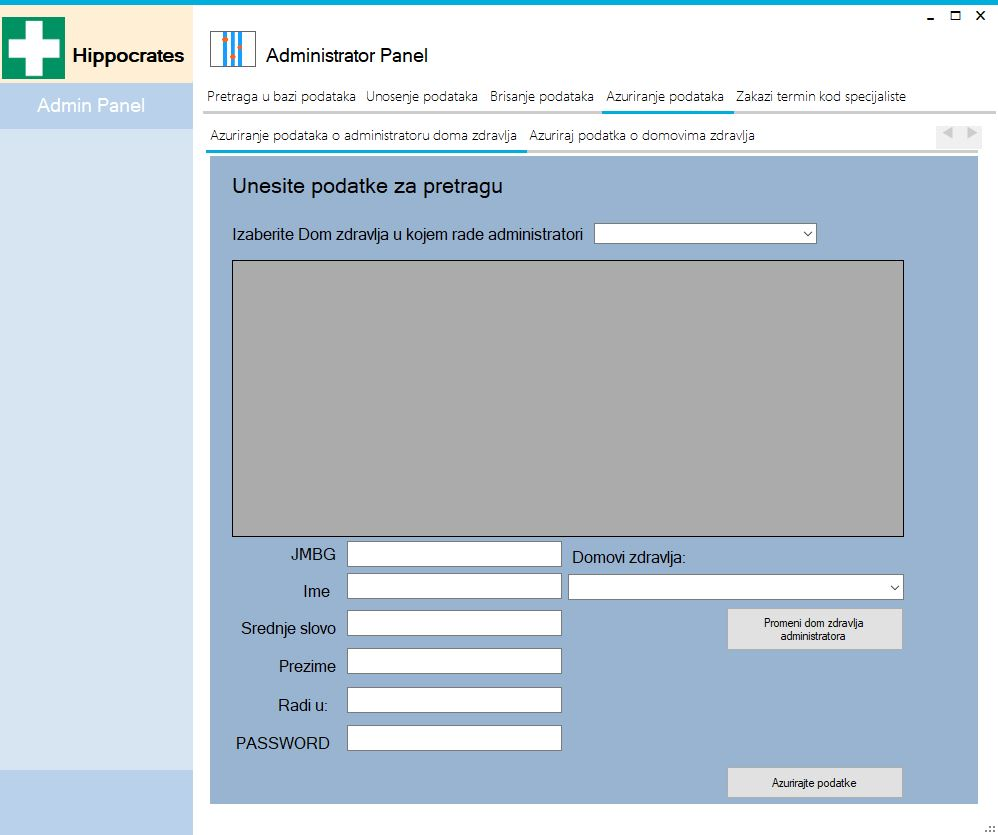 Hippocrates
Administrator Panel
Admin Panel
Pretraga u bazi podataka Unosenje podataka Brisanje podataka Azuriranje podataka Zakazi termin kod specijaliste
Azuriranje podataka o administratoru doma zdravlja Azuriraj podatka o domovima zdravlja
Unesite podatke za pretragu
Izaberite Dom zdravlja u kojem rade administratori
JMBG
Domovi zdravlja:
Ime
Srednje slovo
Promeni dom zdravlja
administratora
Prezime
Radi u:
PASSWORD
Azurirajte podatke